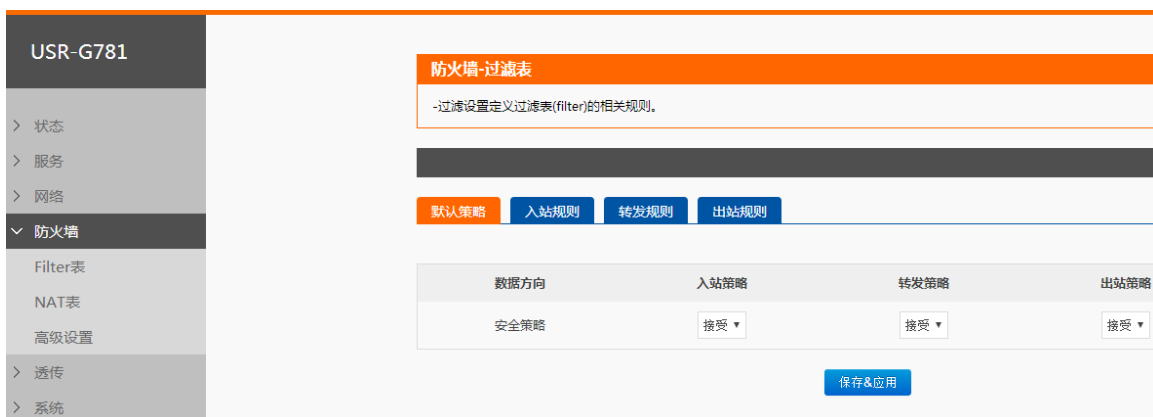 USR-G781
状态
服务
网络
防火墙
Filter表
NAT表
高级设置
透传
系统
防火墙-过滤表
-过滤设置定义过滤表(filter)的相关规则。
默认策略 入站规则 转发规则 出站规则
数据方向 入站策略 转发策略 出站策略
安全策略 接受 接受 接受
保存&应用